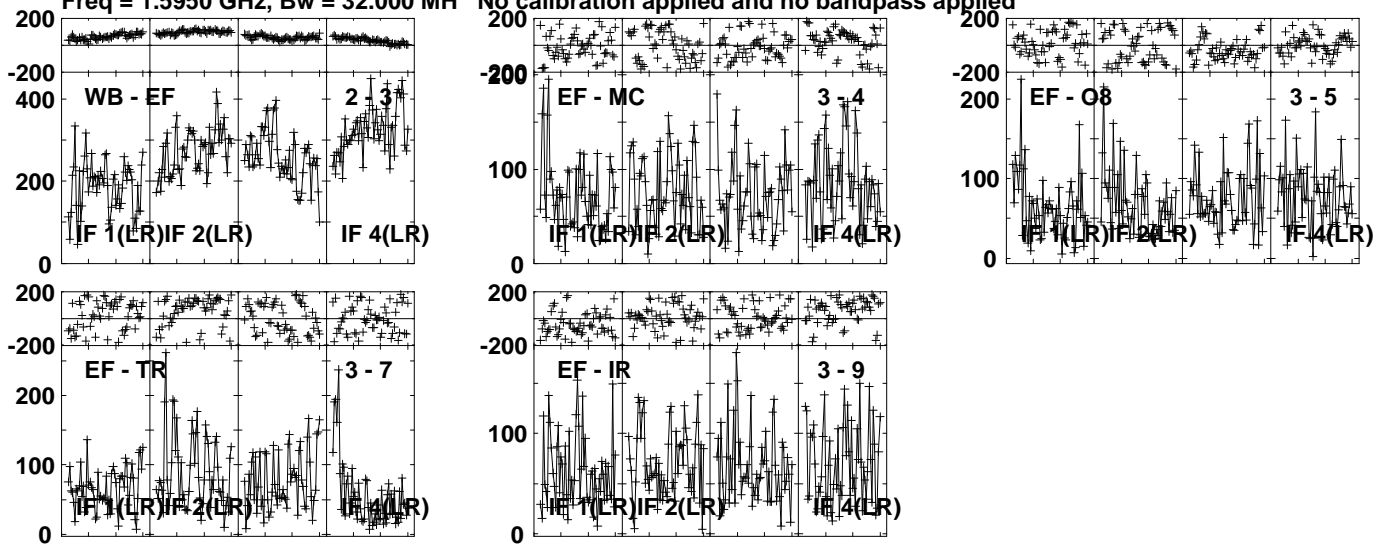 Freq = 1.5950 GHz, Bw = 32.000 MH No calibration applied and no bandpass applied
200
-200
WB - EF 2 - 3
400
200
0
IF 1(LR) IF 2(LR) IF 4(LR)
-200
200
EF - MC 3 - 4
100
0
IF 1(LR) IF 2(LR) IF 4(LR)
200
-200
EF - O8 3 - 5
200
100
0
IF 1(LR) IF 2(LR) IF 4(LR)
200
-200
EF - TR 3 - 7
200
100
0
IF 1(LR) IF 2(LR) IF 4(LR)
200
-200
EF - IR 3 - 9
100
0
IF 1(LR) IF 2(LR) IF 4(LR)